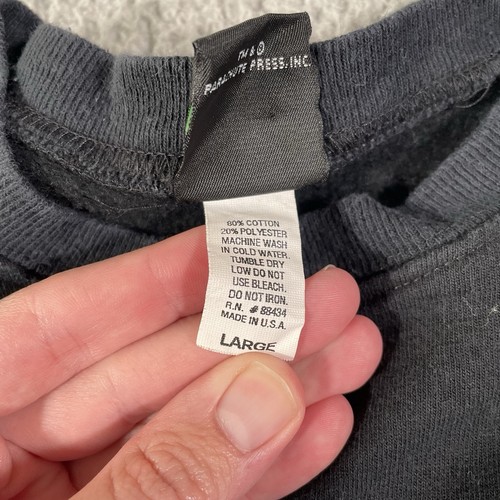 TM & ©
PARACHUTE PRESS, INC.
80% COTTON
20% POLYESTER
MACHINE WASH
IN COLD WATER.
TUMBLE DRY
LOW DO NOT
USE BLEACH.
DO NOT IRON.
R.N. # 88434
MADE IN U.S.A.
LARGE